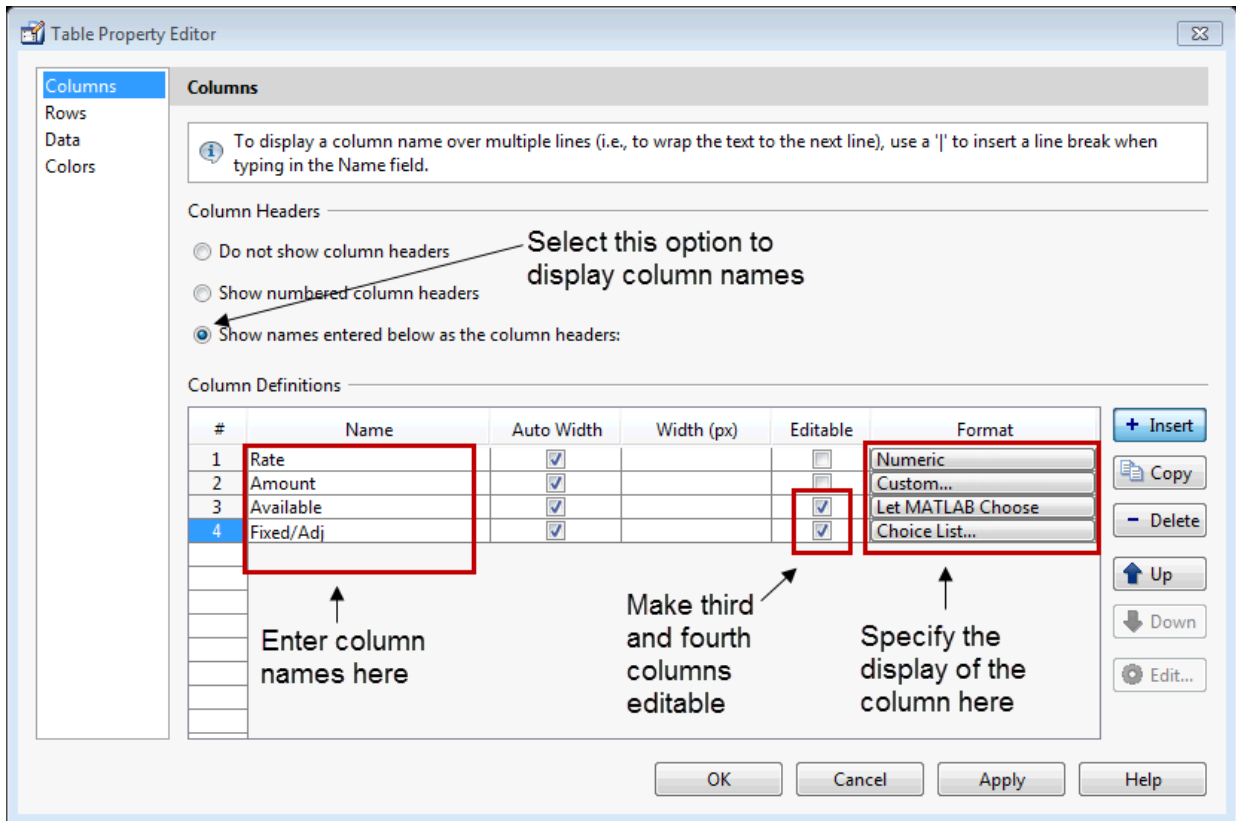 Table Property Editor
Columns
Rows
Data
Colors
Columns
To display a column name over multiple lines (i.e., to wrap the text to the next line), use a '|' to insert a line break when
typing in the Name field.
Column Headers
Do not show column headers
Show numbered column headers
Show names entered below as the column headers:
Select this option to
display column names
Column Definitions
# Name Auto Width Width (px) Editable Format
1 Rate Numeric
2 Amount Custom...
3 Available Let MATLAB Choose
4 Fixed/Adj Choice List...
+ Insert
Copy
- Delete
Up
Down
Edit...
Enter column
names here
Make third
and fourth
columns
editable
Specify the
display of the
column here
OK Cancel Apply Help